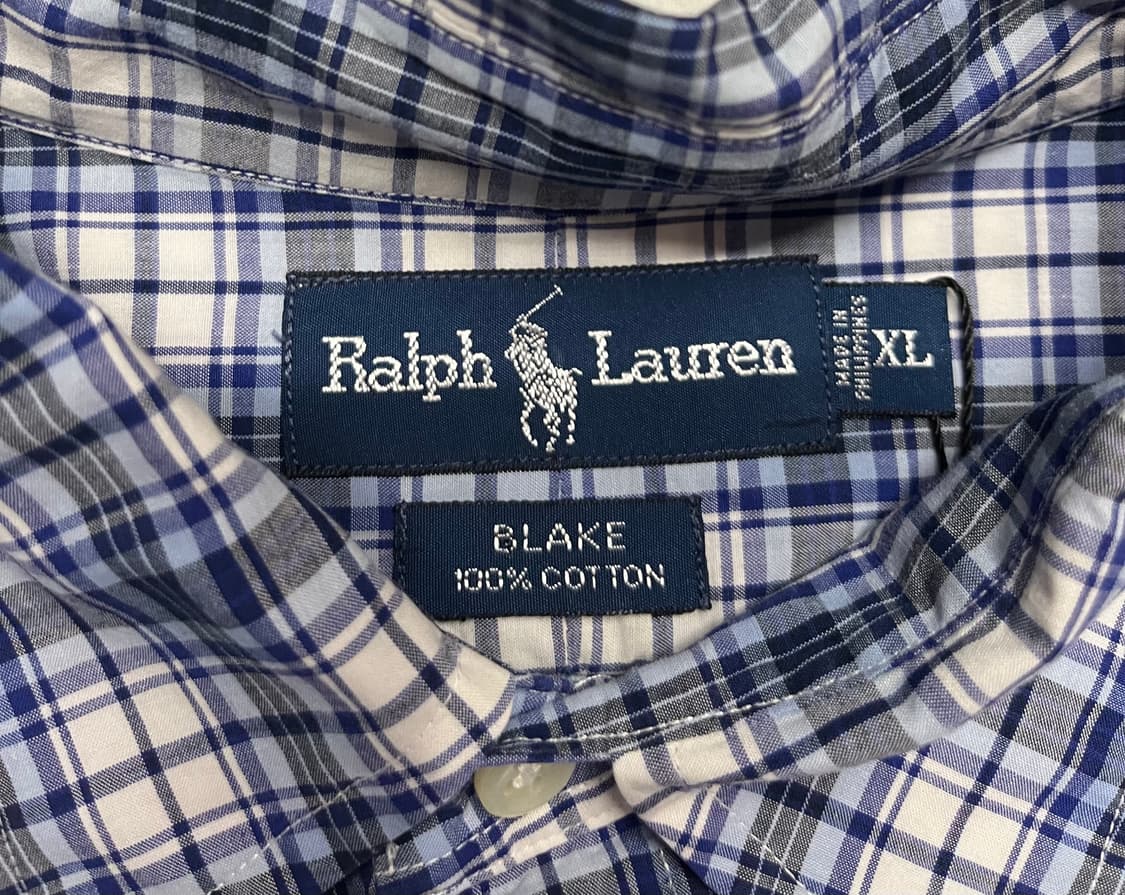 Ralph Lauren
MADE IN
PHILIPPINES
XL
BLAKE
100% COTTON